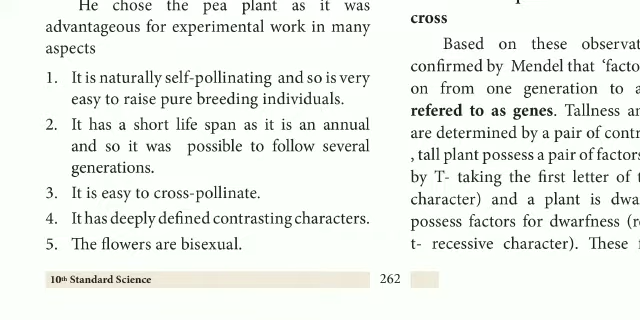 He chose the pea plant as it was
advantageous for experimental work in many
aspects
1. It is naturally self-pollinating and so is very
easy to raise pure breeding individuals.
2. It has a short life span as it is an annual
and so it was possible to follow several
generations.
3. It is easy to cross-pollinate.
4. It has deeply defined contrasting characters.
5. The flowers are bisexual.
cross
Based on these observat
confirmed by Mendel that ‘facto
on from one generation to a
refered to as genes. Tallness an
are determined by a pair of contr
, tall plant possess a pair of factors
by T- taking the first letter of t
character) and a plant is dwa
possess factors for dwarfness (re
t- recessive character). These f
10th Standard Science
262